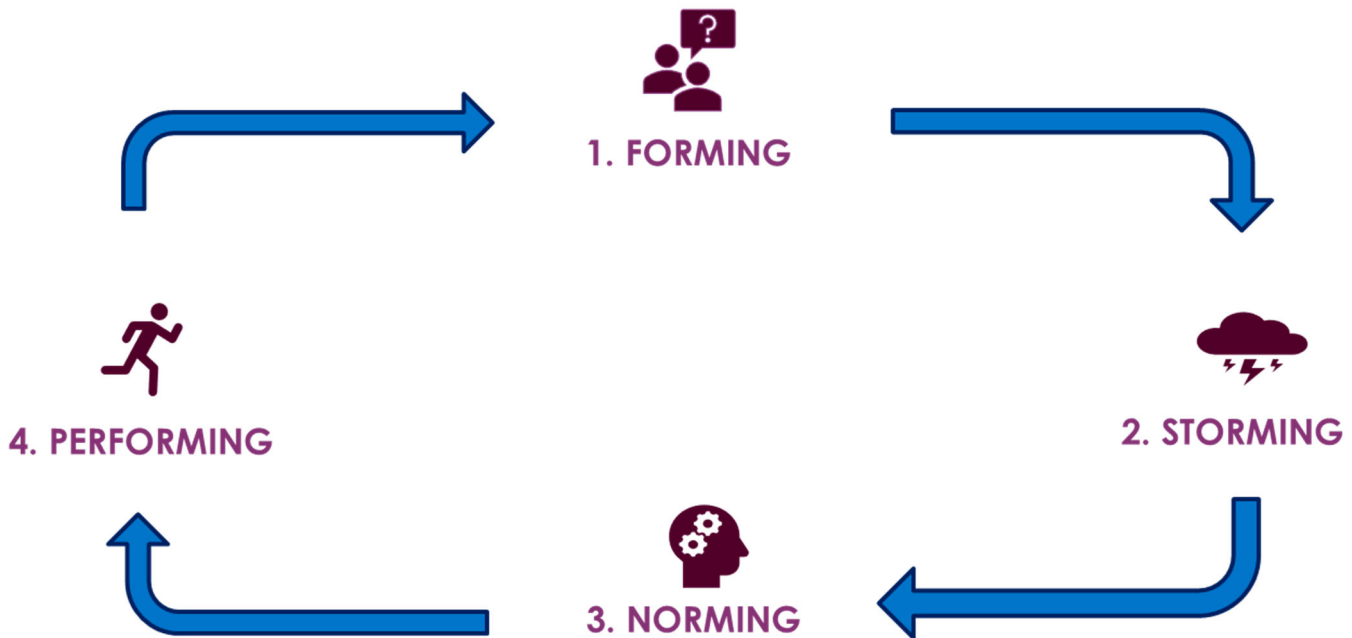 ?
1. FORMING
2. STORMING
3. NORMING
4. PERFORMING